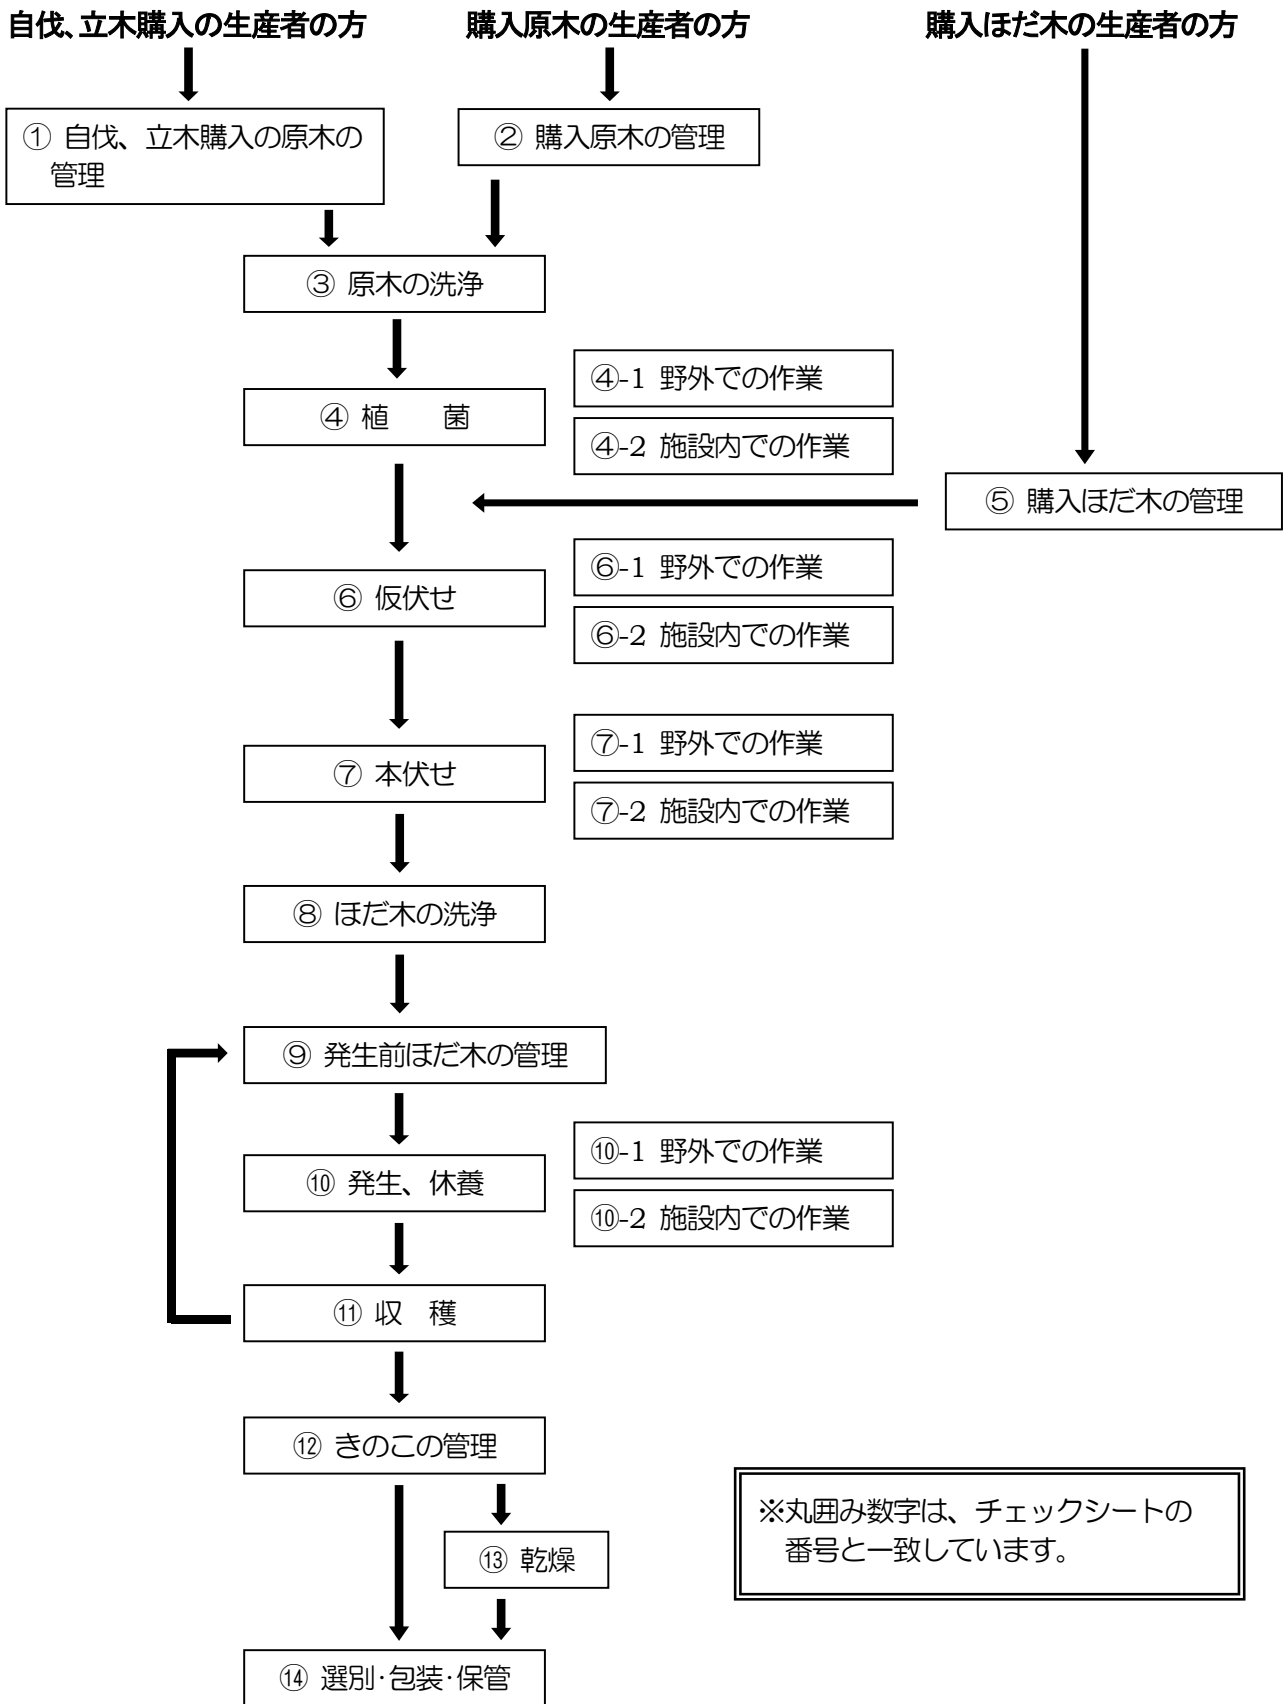 自伐、立木購入の生産者の方
購入原木の生産者の方
購入ほだ木の生産者の方
① 自伐、立木購入の原木の
管理
② 購入原木の管理
③ 原木の洗浄
④ 植　　菌
④-1 野外での作業
④-2 施設内での作業
⑤ 購入ほだ木の管理
⑥ 仮伏せ
⑥-1 野外での作業
⑥-2 施設内での作業
⑦ 本伏せ
⑦-1 野外での作業
⑦-2 施設内での作業
⑧ ほだ木の洗浄
⑨ 発生前ほだ木の管理
⑩ 発生、休養
⑩-1 野外での作業
⑩-2 施設内での作業
⑪ 収　穫
⑫ きのこの管理
⑬ 乾燥
⑭ 選別･包装･保管
※丸囲み数字は、チェックシートの
番号と一致しています。